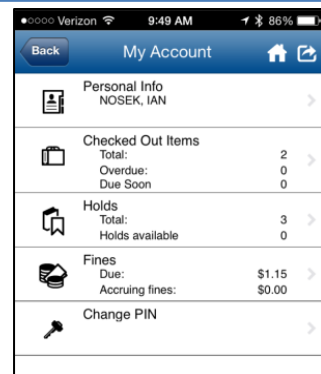 Verizon 9:49 AM 86%
Back My Account
Personal Info
NOSEK, IAN
Checked Out Items
Total: 2
Overdue: 0
Due Soon 0
Holds
Total: 3
Holds available 0
Fines
Due: $1.15
Accruing fines: $0.00
Change PIN